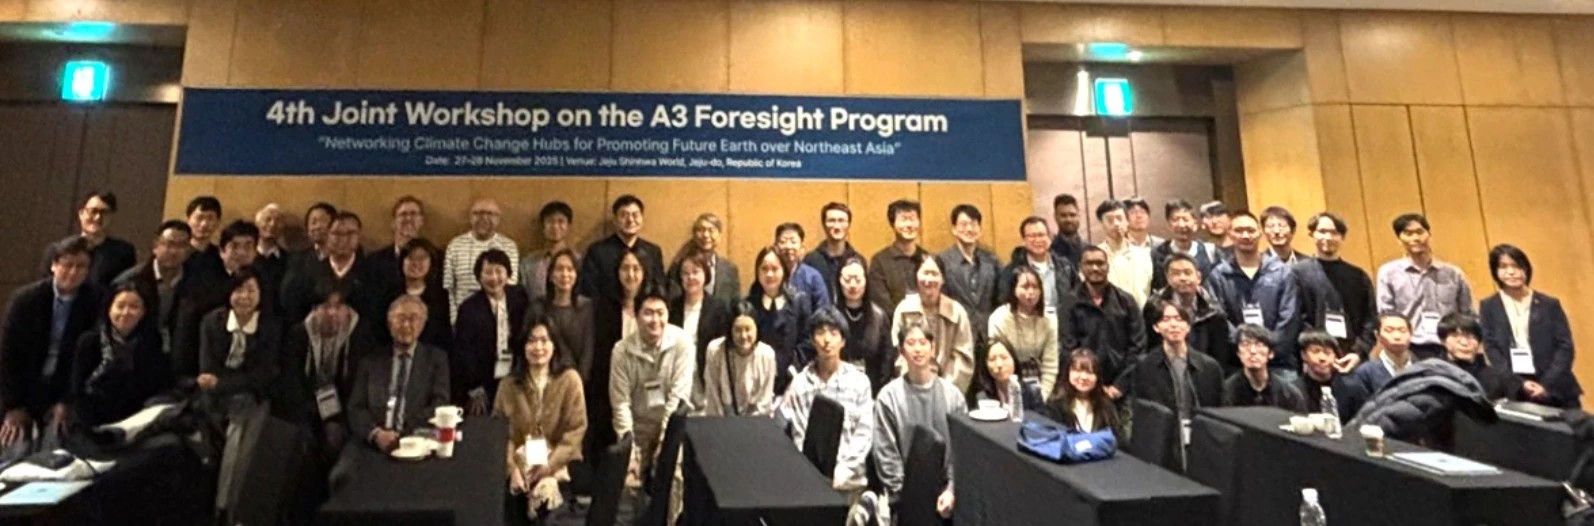 4th Joint Workshop on the A3 Foresight Program
"Networking Climate Change Hubs for Promoting Future Earth over Northeast Asia"
Date: 27-28 November 2025 | Venue: Jeju Shinhwa World, Jeju-do, Republic of Korea